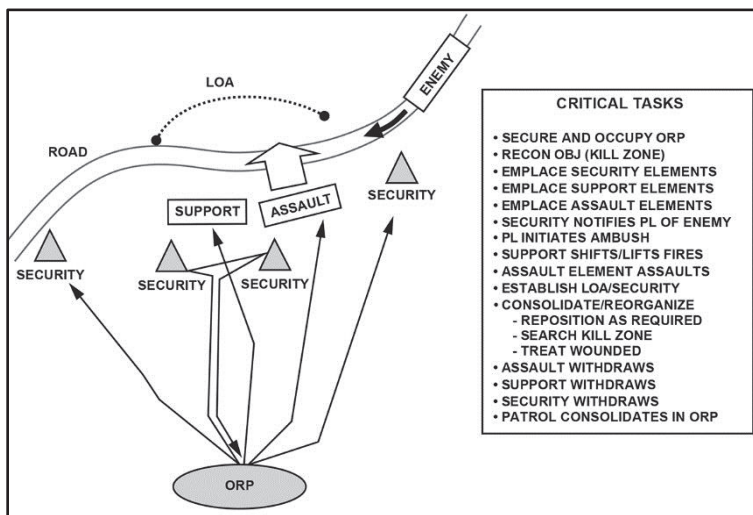 LOA
ENEMY
ROAD
SECURITY
SUPPORT
ASSAULT
SECURITY
SECURITY
SECURITY
ORP
CRITICAL TASKS
• SECURE AND OCCUPY ORP
• RECON OBJ (KILL ZONE)
• EMPLACE SECURITY ELEMENTS
• EMPLACE SUPPORT ELEMENTS
• EMPLACE ASSAULT ELEMENTS
• SECURITY NOTIFIES PL OF ENEMY
• PL INITIATES AMBUSH
• SUPPORT SHIFTS/LIFTS FIRES
• ASSAULT ELEMENT ASSAULTS
• ESTABLISH LOA/SECURITY
• CONSOLIDATE/REORGANIZE
- REPOSITION AS REQUIRED
- SEARCH KILL ZONE
- TREAT WOUNDED
• ASSAULT WITHDRAWS
• SUPPORT WITHDRAWS
• SECURITY WITHDRAWS
• PATROL CONSOLIDATES IN ORP